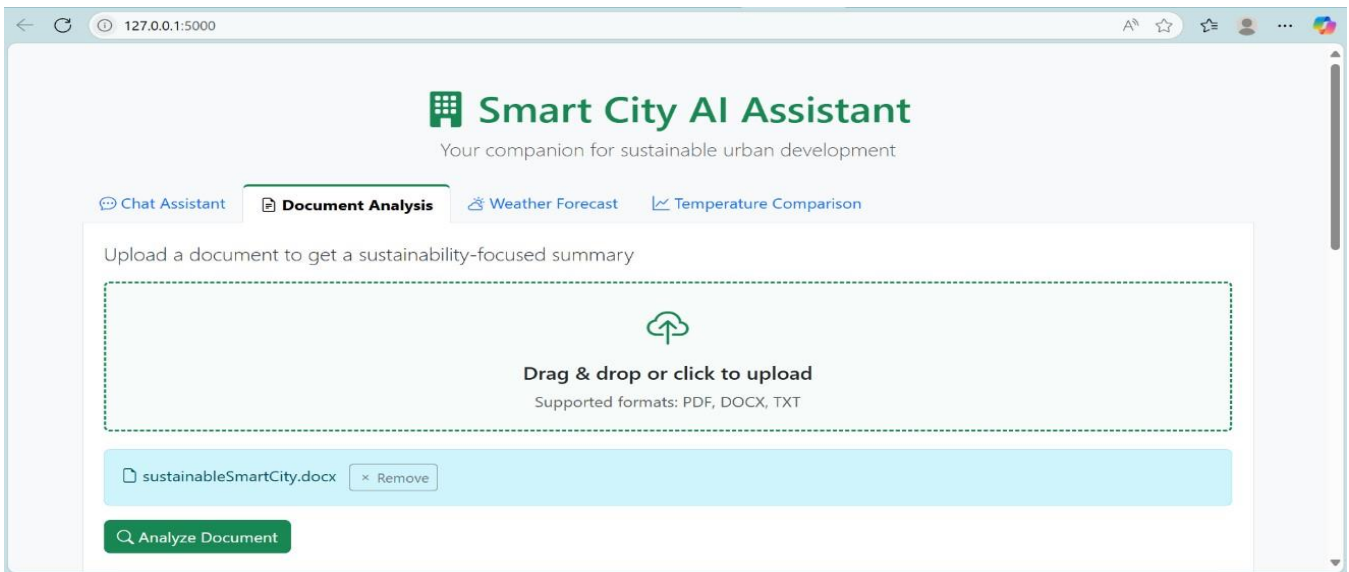 127.0.0.1:5000
Smart City AI Assistant
Your companion for sustainable urban development
Chat Assistant Document Analysis Weather Forecast Temperature Comparison
Upload a document to get a sustainability-focused summary
Drag & drop or click to upload
Supported formats: PDF, DOCX, TXT
sustainableSmartCity.docx × Remove
Analyze Document